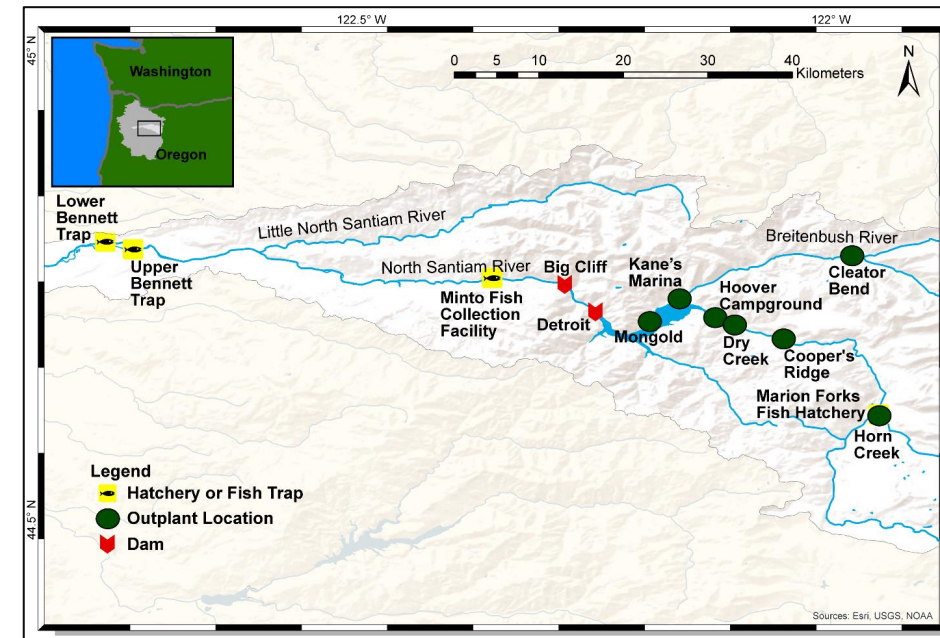 122.5° W
122° W
45° N
Washington
Oregon
0 5 10 20 30 40
Kilometers
N
Lower
Bennett
Trap
Upper
Bennett
Trap
Little North Santiam River
North Santiam River
Minto Fish
Collection
Facility
Big Cliff
Detroit
Kane's
Marina
Mongold
Breitenbush River
Cleator
Bend
Hoover
Campground
Dry
Creek
Cooper's
Ridge
Marion Forks
Fish Hatchery
Horn
Creek
44.5° N
Legend
Hatchery or Fish Trap
Outplant Location
Dam
Sources: Esri, USGS, NOAA